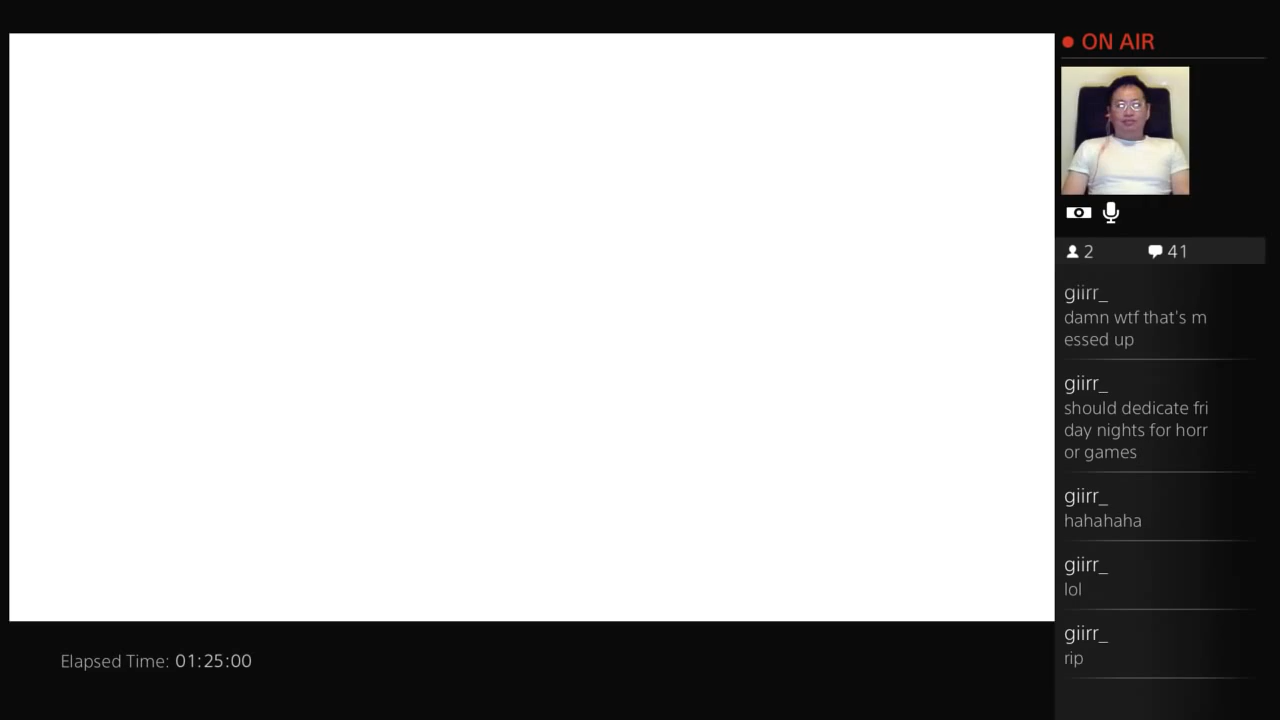 ON AIR
2 41
giirr_
damn wtf that's m
essed up
giirr_
should dedicate fri
day nights for horr
or games
giirr_
hahahaha
giirr_
lol
giirr_
rip
Elapsed Time: 01:25:00